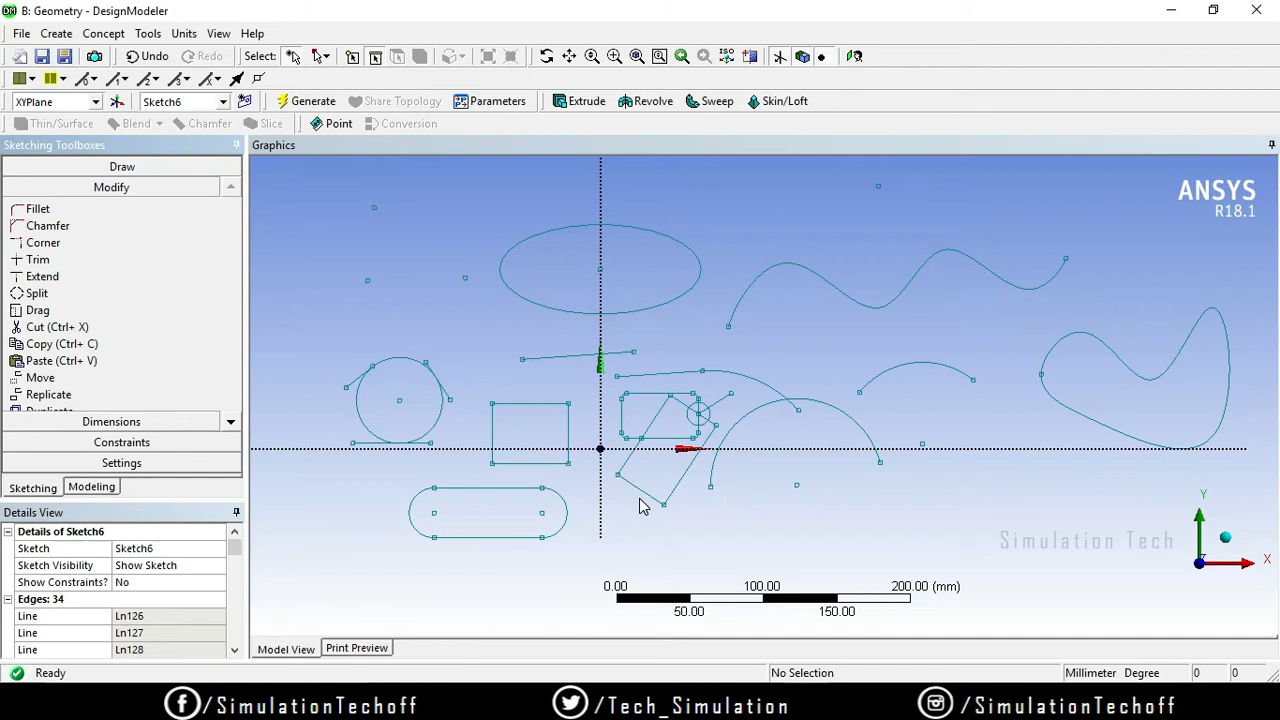 B: Geometry - DesignModeler
File Create Concept Tools Units View Help
Undo Redo Select:
XYPlane Sketch6 Generate Share Topology Parameters Extrude Revolve Sweep Skin/Loft
Thin/Surface Blend Chamfer Slice Point Conversion
Sketching Toolboxes
Draw
Modify
Fillet
Chamfer
Corner
Trim
Extend
Split
Drag
Cut (Ctrl+ X)
Copy (Ctrl+ C)
Paste (Ctrl+ V)
Move
Replicate
Duplicate
Dimensions
Constraints
Settings
Sketching Modeling
Details View
Details of Sketch6
Sketch Sketch6
Sketch Visibility Show Sketch
Show Constraints? No
Edges: 34
Line Ln126
Line Ln127
Line Ln128
Graphics
ANSYS
R18.1
Simulation Tech
Y
X
0.00 100.00 200.00 (mm)
50.00 150.00
Model View Print Preview
Ready No Selection Millimeter Degree 0 0
/SimulationTechoff /Tech_Simulation /SimulationTechoff